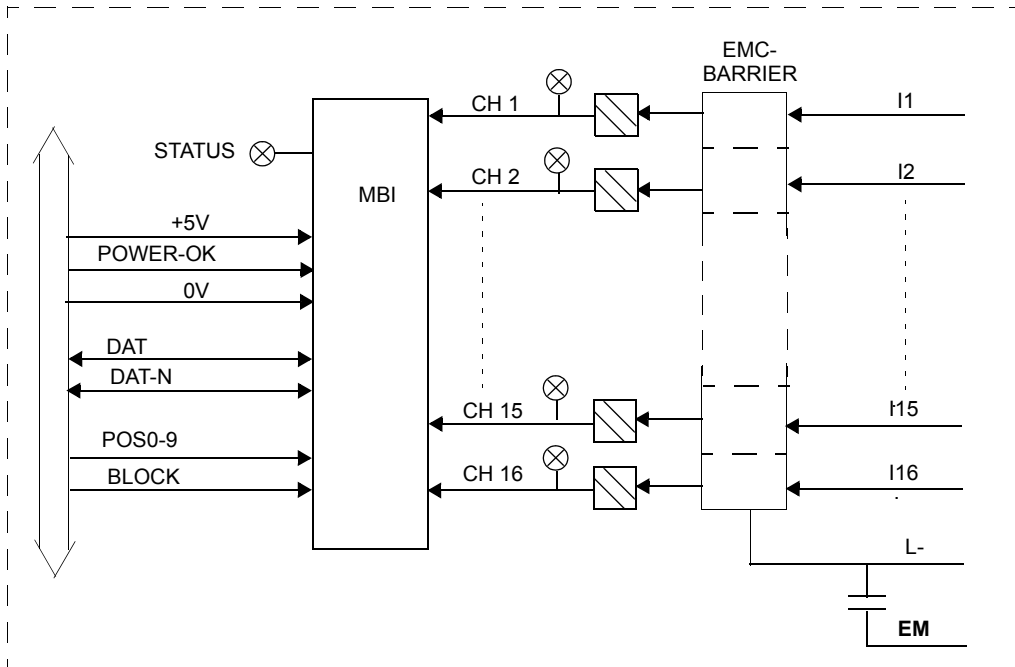 EMC-
BARRIER
CH 1
I1
STATUS
CH 2
I2
MBI
+5V
POWER-OK
0V
DAT
DAT-N
CH 15
I15
POS0-9
BLOCK
CH 16
I16
L-
EM